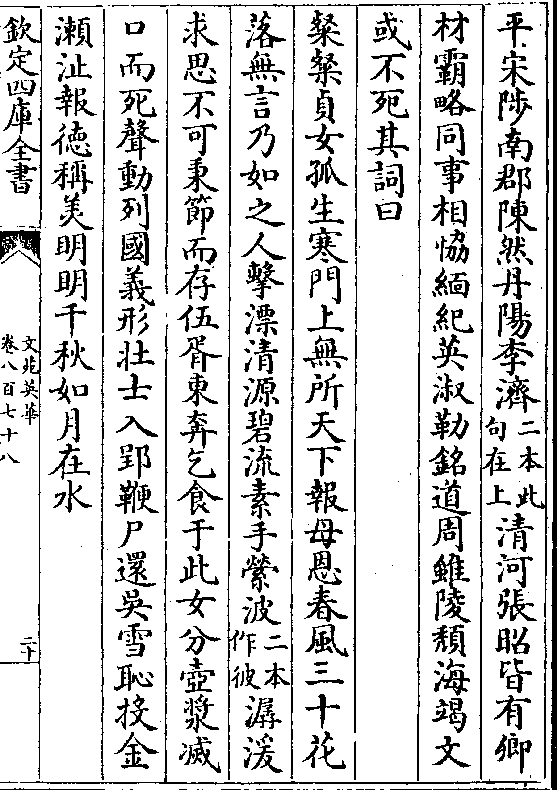 平宋陟南郡陳然丹陽李濟二本此句在上清河張昭皆有卿
材霸略同事相恊緬紀英淑勒銘道周雖陵頽海竭文
或不死其詞曰
粲粲貞女孤生寒門上無所天下報母恩春風三十花
落無言乃如之人擊漂清源碧流素手縈波二本作彼潺湲
求思不可秉節而存伍胥東奔乞食于此女分壺漿滅
口而死聲動列國義形壮士入郢鞭尸還吳雪恥投金
瀬沚報徳稱美明明千秋如月在水
欽定四庫全書
文苑英華
卷八百七十八
二十